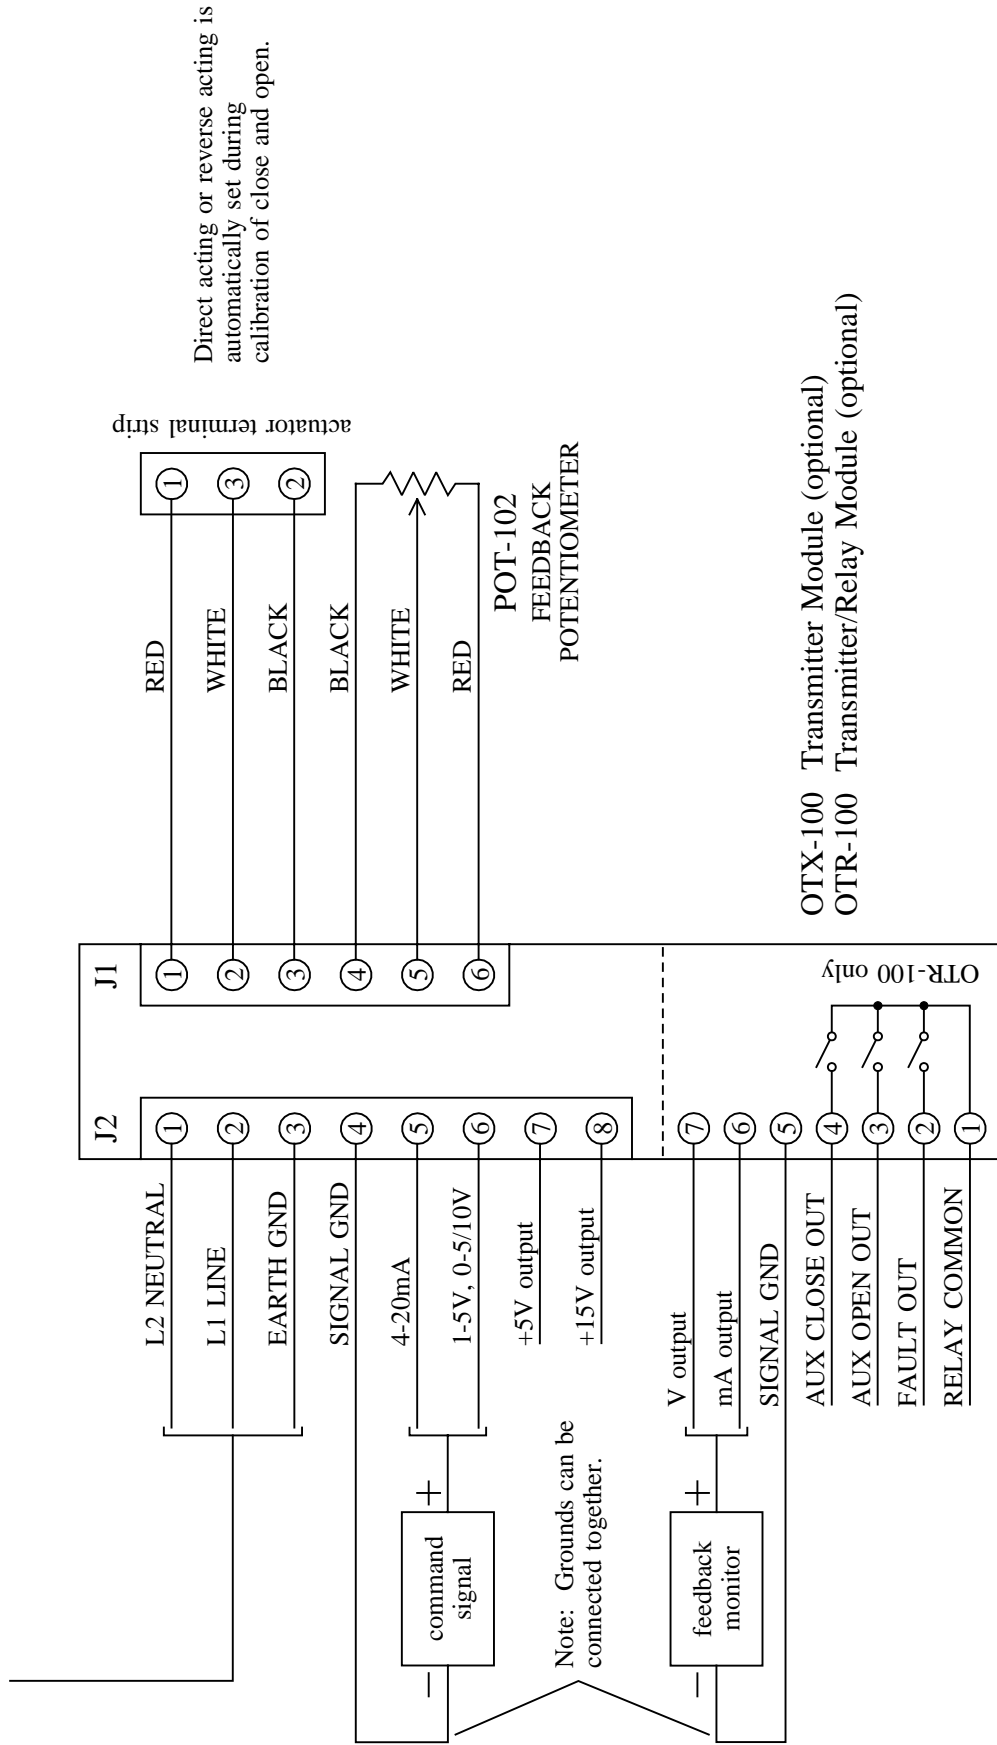 Direct acting or reverse acting is
automatically set during
calibration of close and open.
actuator terminal strip
1
3
2
RED
WHITE
BLACK
BLACK
WHITE
RED
POT-102
FEEDBACK
POTENTIOMETER
J1
1
2
3
4
5
6
J2
1
2
3
4
5
6
7
8
L2 NEUTRAL
L1 LINE
EARTH GND
SIGNAL GND
4-20mA
1-5V, 0-5/10V
+5V output
+15V output
command
signal
+
−
Note: Grounds can be
connected together.
OTX-100 Transmitter Module (optional)
OTR-100 Transmitter/Relay Module (optional)
OTR-100 only
7
6
5
4
3
2
1
V output
mA output
SIGNAL GND
AUX CLOSE OUT
AUX OPEN OUT
FAULT OUT
RELAY COMMON
feedback
monitor
+
−